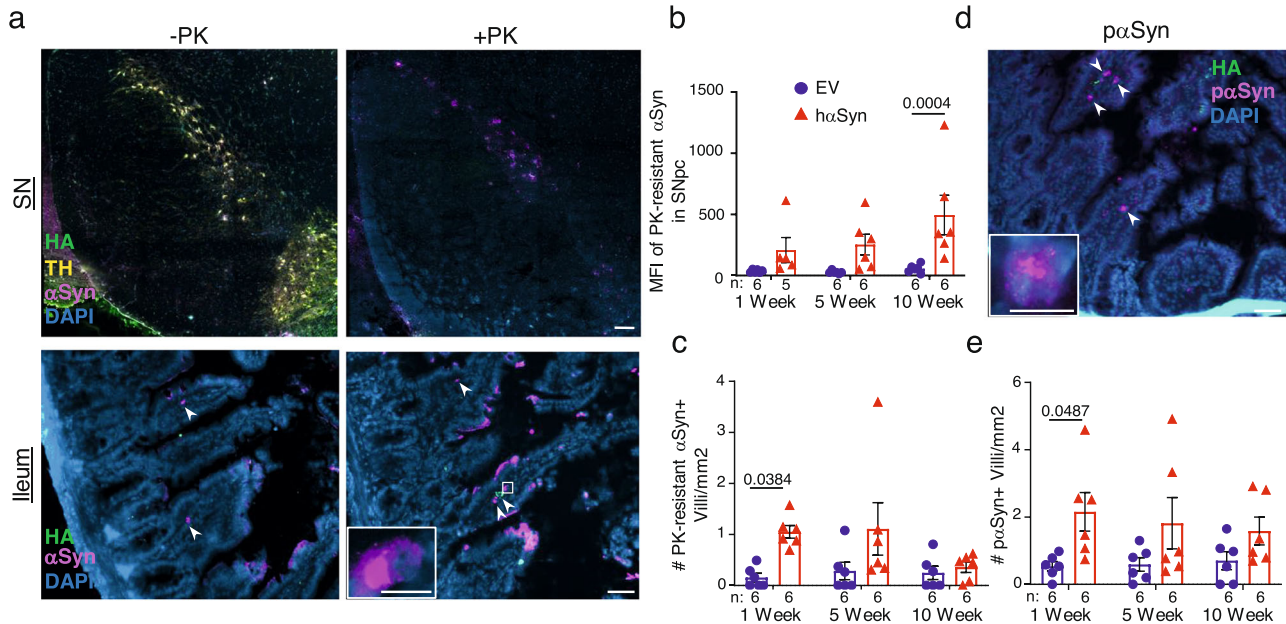 a
-PK
+PK
SN
HA
TH
αSyn
DAPI
Ileum
HA
αSyn
DAPI
b
EV
hαSyn
MFI of PK-resistant αSyn
in SNpc
1500
1000
500
0
0.0004
n: 6 5 6 6 6 6
1 Week 5 Week 10 Week
c
# PK-resistant αSyn+
Villi/mm2
4
3
2
1
0
0.0384
n: 6 6 6 6 6 6
1 Week 5 Week 10 Week
d
pαSyn
HA
pαSyn
DAPI
e
# pαSyn+ Villi/mm2
6
4
2
0
0.0487
n: 6 6 6 6 6 6
1 Week 5 Week 10 Week